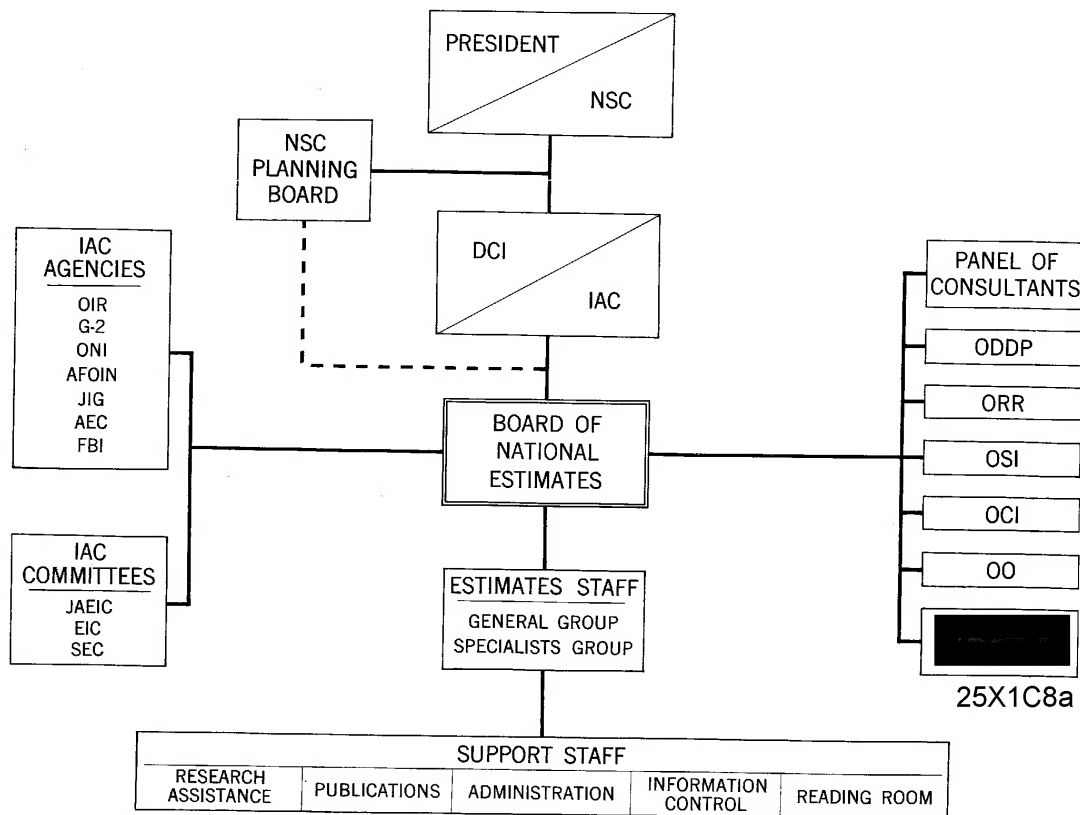 PRESIDENT
NSC
NSC
PLANNING
BOARD
DCI
IAC
IAC
AGENCIES
OIR
G-2
ONI
AFOIN
JIG
AEC
FBI
IAC
COMMITTEES
JAEIC
EIC
SEC
BOARD OF
NATIONAL
ESTIMATES
PANEL OF
CONSULTANTS
ODDP
ORR
OSI
OCI
OO
25X1C8a
ESTIMATES STAFF
GENERAL GROUP
SPECIALISTS GROUP
SUPPORT STAFF
RESEARCH
ASSISTANCE
PUBLICATIONS
ADMINISTRATION
INFORMATION
CONTROL
READING ROOM